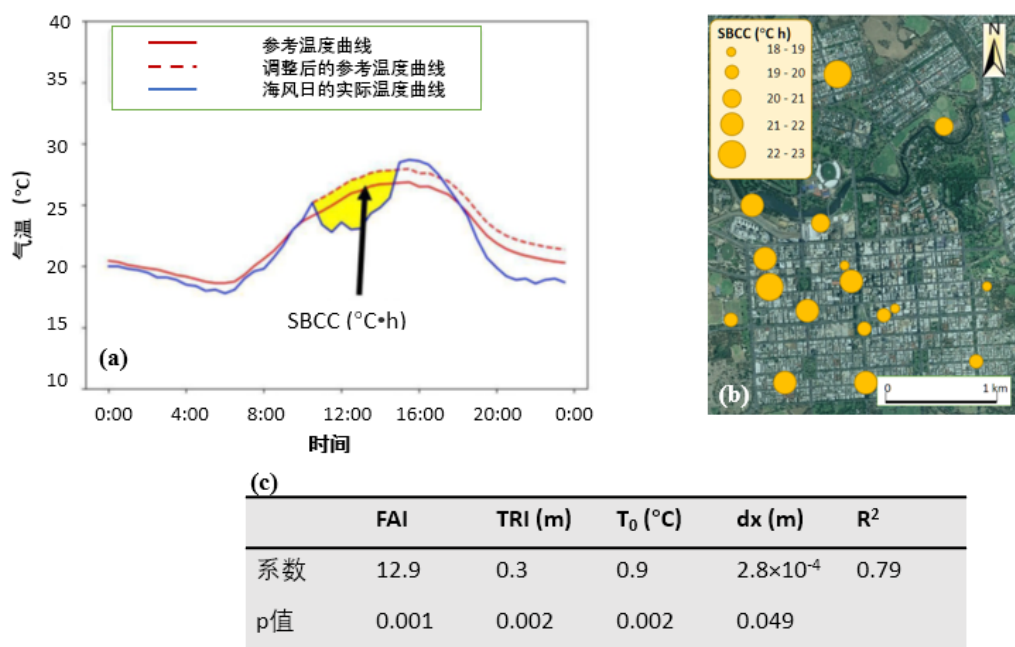 40
35
30
25
20
15
10
气温 (℃)
参考温度曲线
调整后的参考温度曲线
海风日的实际温度曲线
SBCC (°C•h)
(a)
0:00 4:00 8:00 12:00 16:00 20:00 0:00
时间
SBCC (°C h)
18 - 19
19 - 20
20 - 21
21 - 22
22 - 23
N
(b)
0 1 km
(c)
FAI TRI (m) T₀ (°C) dx (m) R²
系数 12.9 0.3 0.9 2.8×10⁻⁴ 0.79
p值 0.001 0.002 0.002 0.049